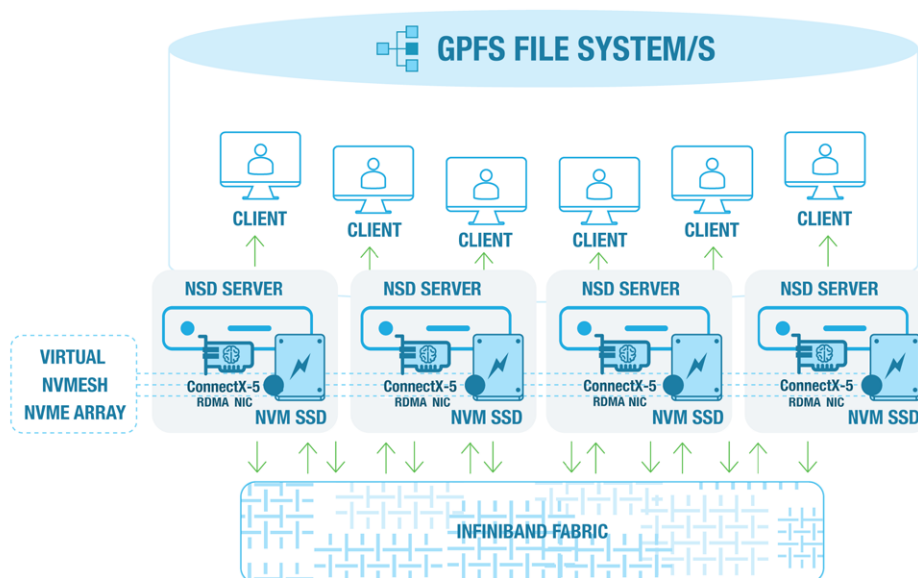 GPFS FILE SYSTEM/S
CLIENT
CLIENT
CLIENT
CLIENT
CLIENT
CLIENT
NSD SERVER
NSD SERVER
NSD SERVER
NSD SERVER
VIRTUAL
NVMESH
NVME ARRAY
ConnectX-5
RDMA NIC
NVM SSD
ConnectX-5
RDMA NIC
NVM SSD
ConnectX-5
RDMA NIC
NVM SSD
ConnectX-5
RDMA NIC
NVM SSD
INFINIBAND FABRIC